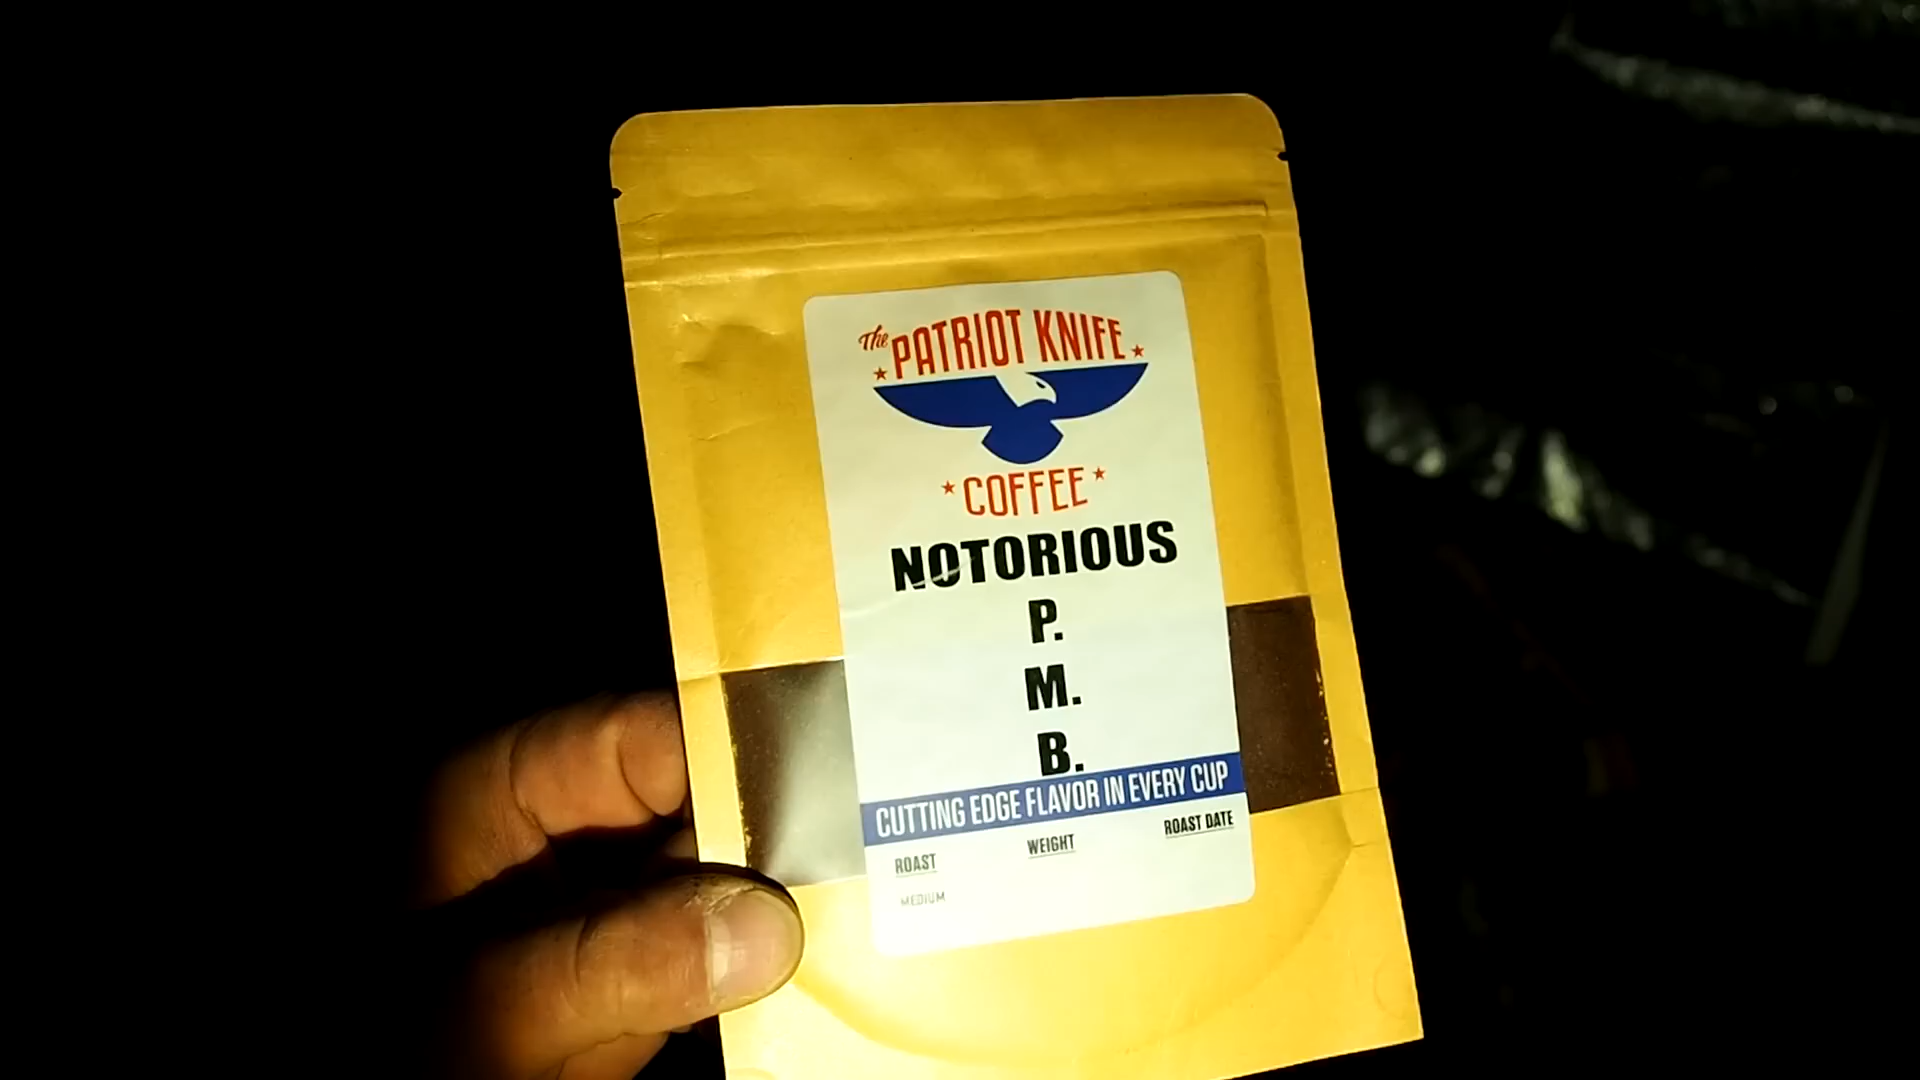 The PATRIOT KNIFE
COFFEE
NOTORIOUS
P.
M.
B.
CUTTING EDGE FLAVOR IN EVERY CUP
ROAST WEIGHT ROAST DATE
MEDIUM